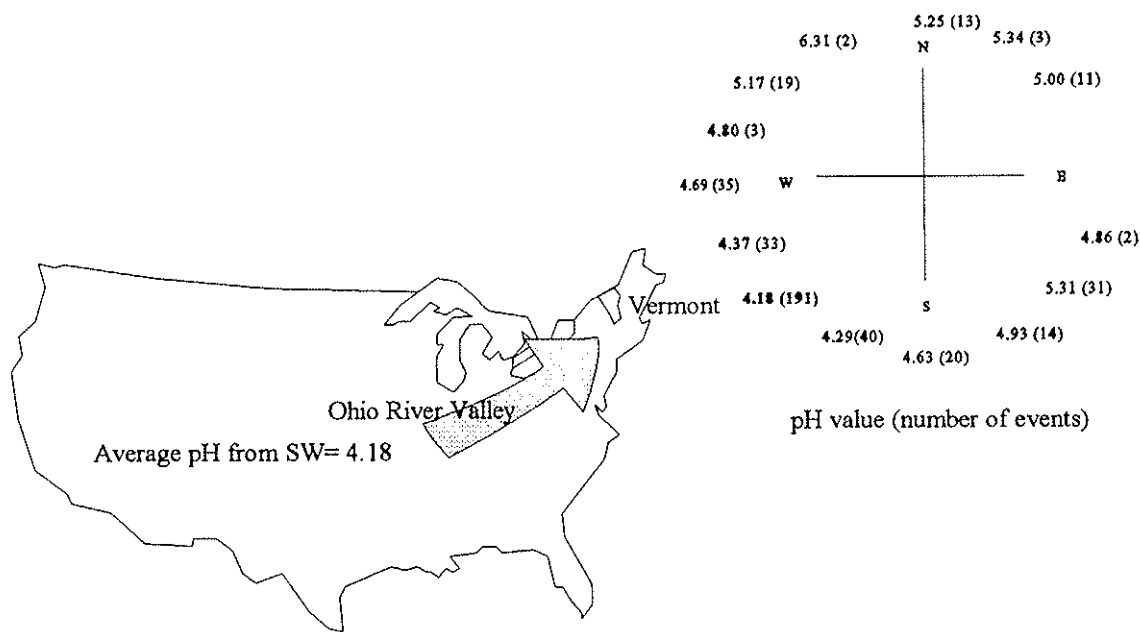 5.25 (13)
6.31 (2)
N
5.34 (3)
5.17 (19)
5.00 (11)
4.80 (3)
4.69 (35)
W
E
4.37 (33)
4.86 (2)
4.18 (191)
Vermont
S
5.31 (31)
4.29(40)
4.93 (14)
4.63 (20)
Ohio River Valley
pH value (number of events)
Average pH from SW= 4.18